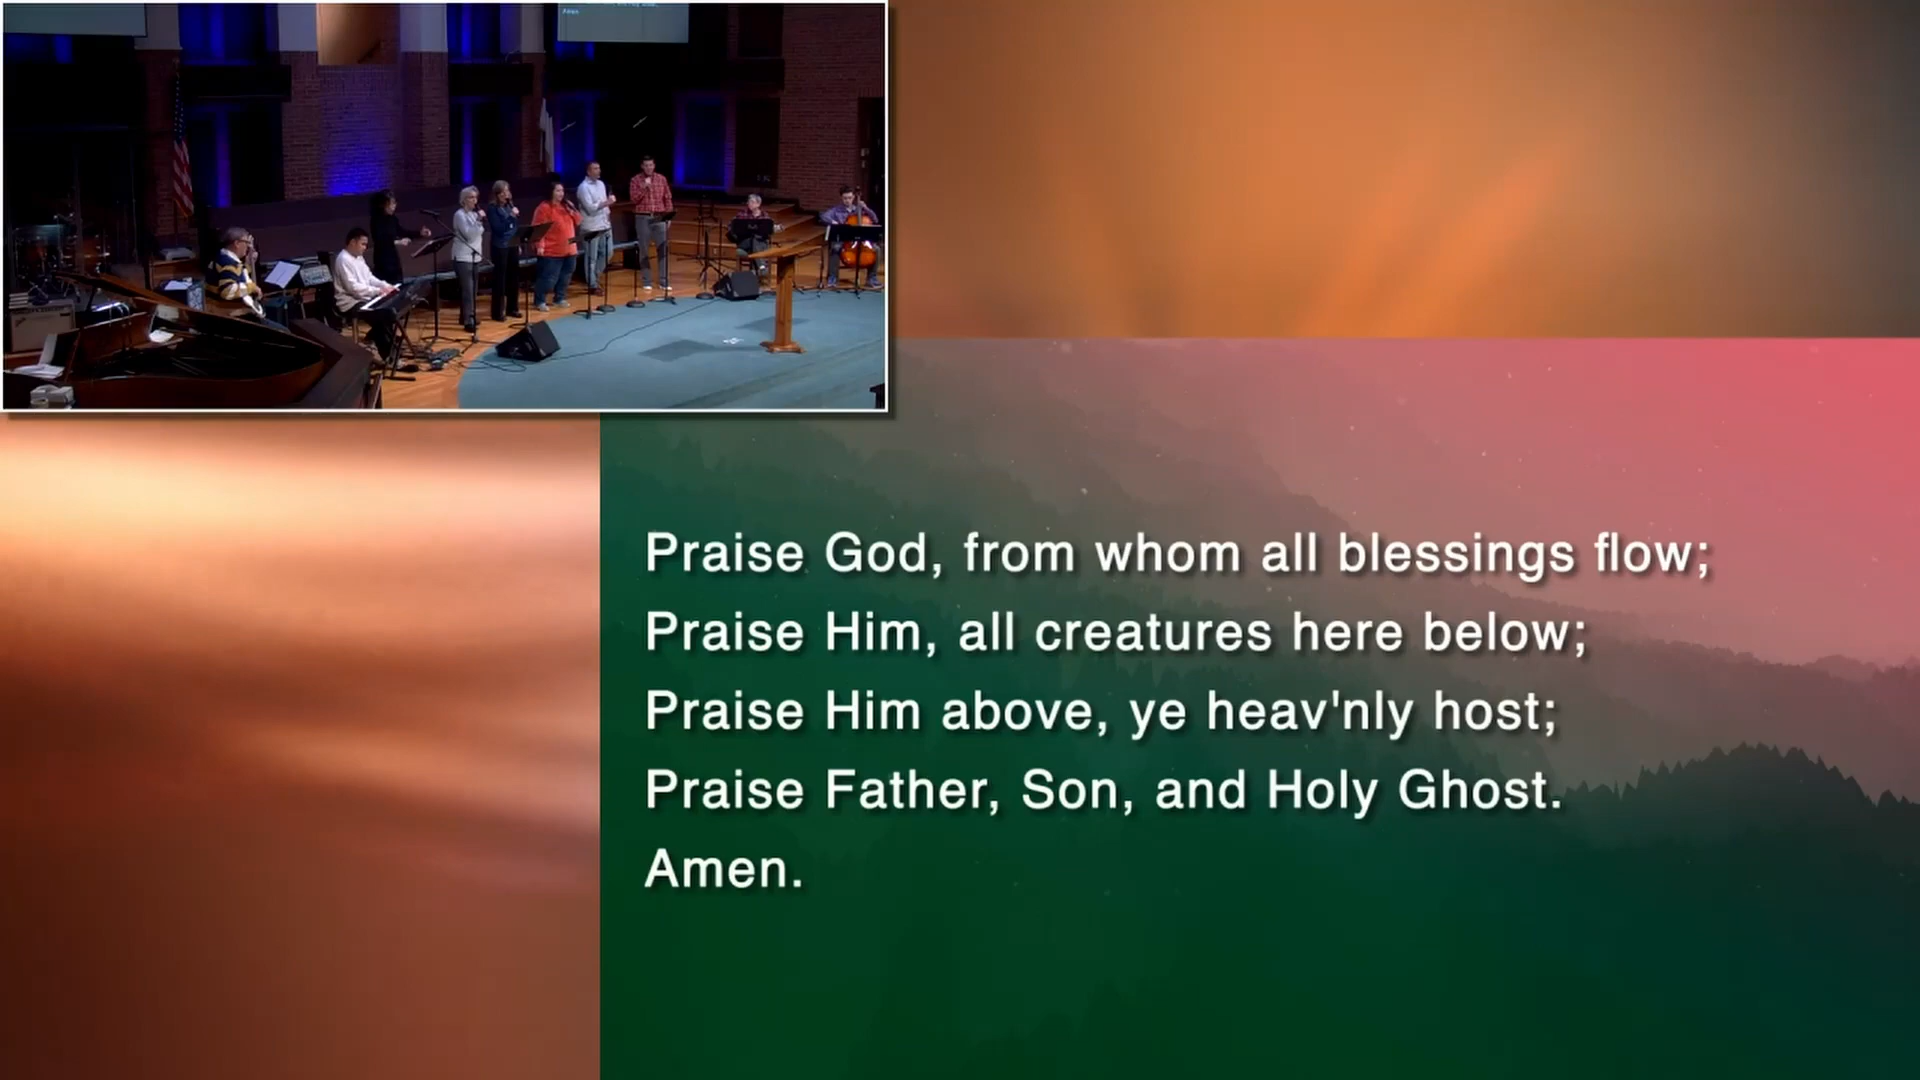 Amen.
Praise God, from whom all blessings flow;
Praise Him, all creatures here below;
Praise Him above, ye heav'nly host;
Praise Father, Son, and Holy Ghost.
Amen.